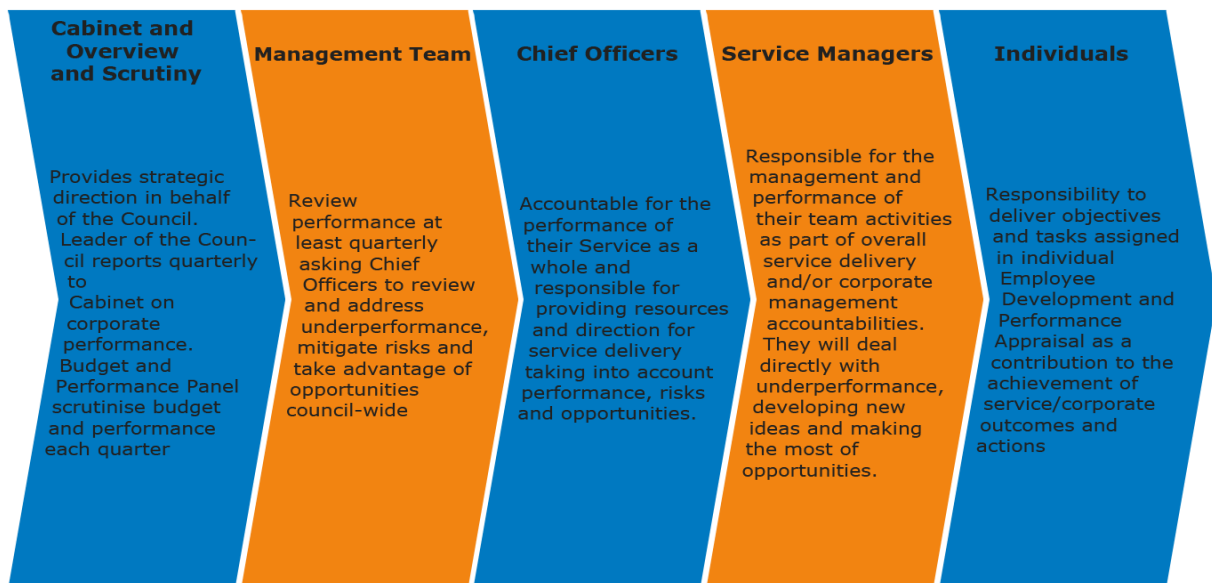 Cabinet and
Overview
and Scrutiny
Provides strategic
direction in behalf
of the Council.
Leader of the Coun-
cil reports quarterly
to
Cabinet on
corporate
performance.
Budget and
Performance Panel
scrutinise budget
and performance
each quarter
Management Team
Review
performance at
least quarterly
asking Chief
Officers to review
and address
underperformance,
mitigate risks and
take advantage of
opportunities
council-wide
Chief Officers
Accountable for the
performance of
their Service as a
whole and
responsible for
providing resources
and direction for
service delivery
taking into account
performance, risks
and opportunities.
Service Managers
Responsible for the
management and
performance of
their team activities
as part of overall
service delivery
and/or corporate
management
accountabilities.
They will deal
directly with
underperformance,
developing new
ideas and making
the most of
opportunities.
Individuals
Responsibility to
deliver objectives
and tasks assigned
in individual
Employee
Development and
Performance
Appraisal as a
contribution to the
achievement of
service/corporate
outcomes and
actions